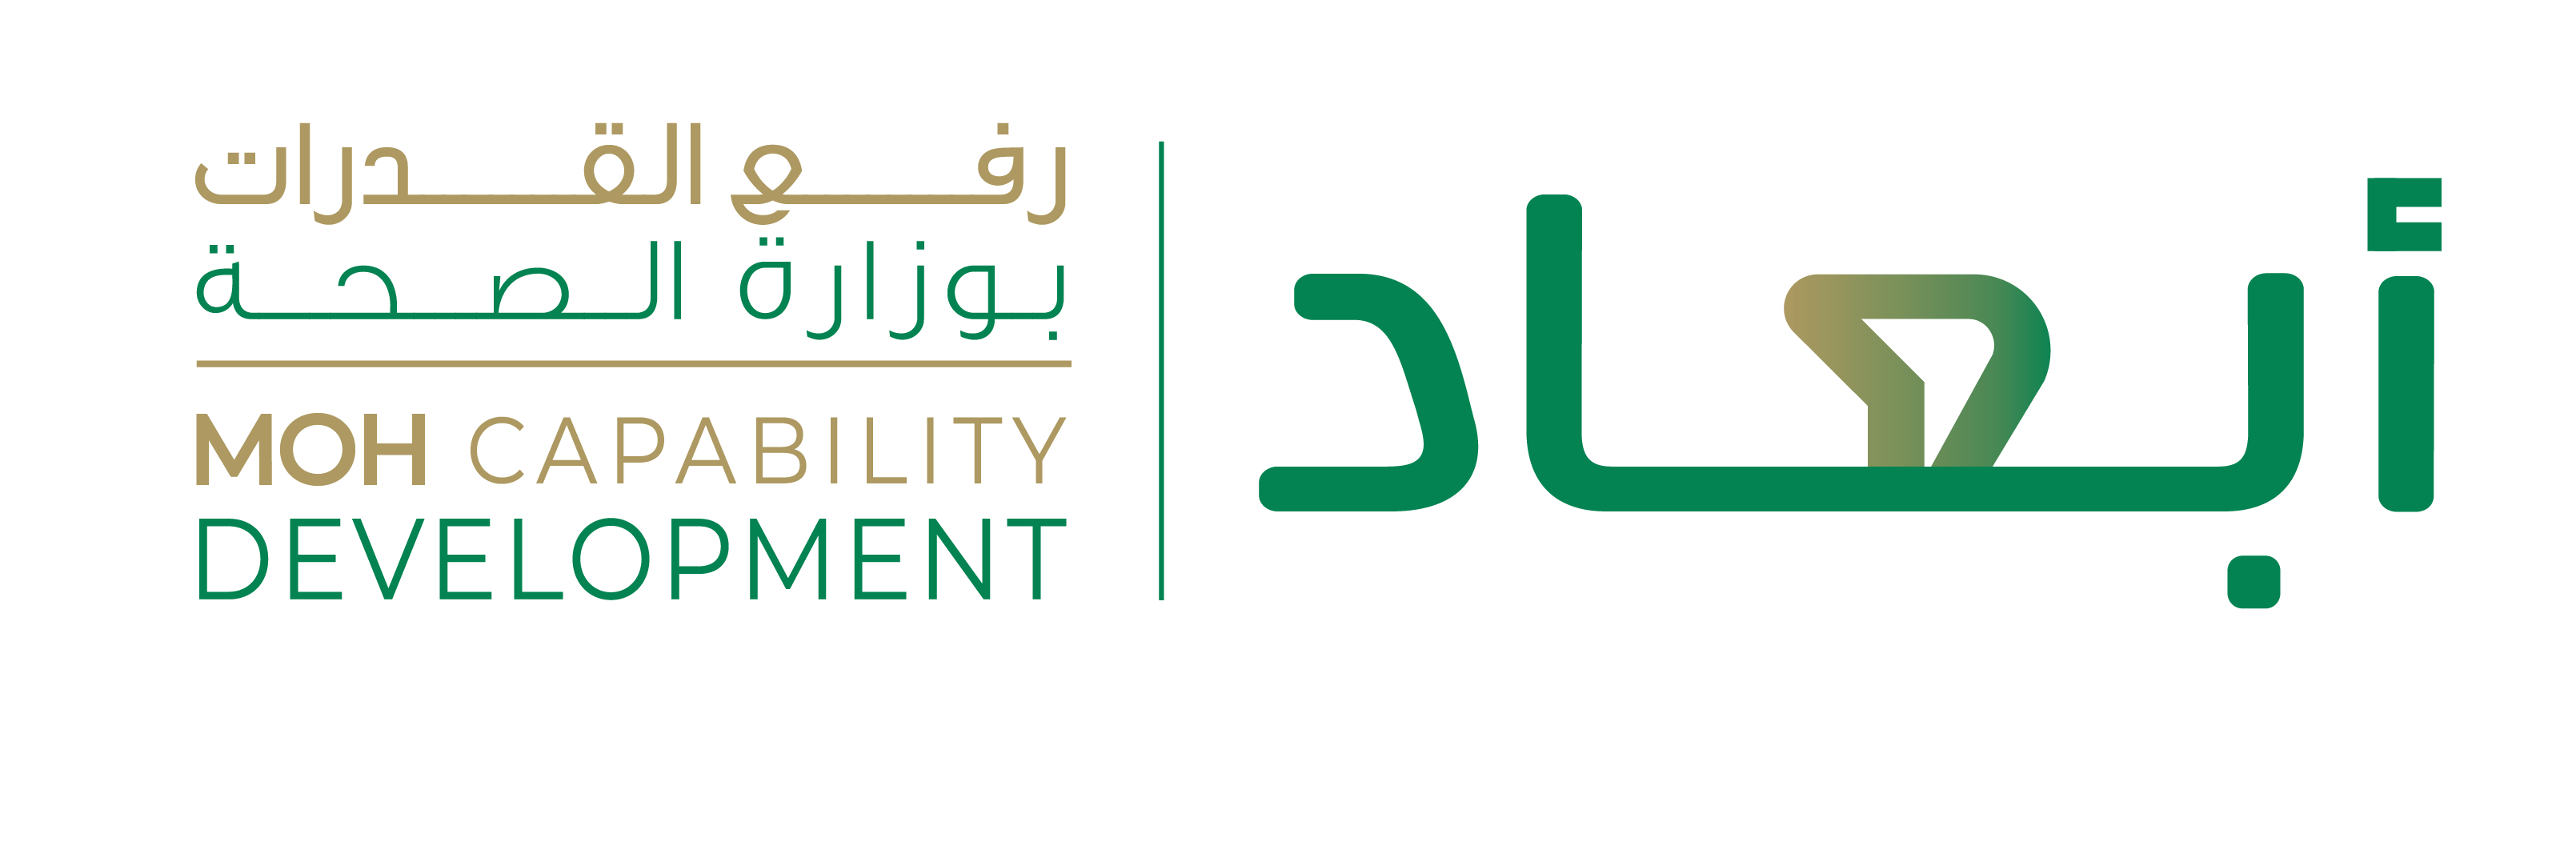 أبعاد
رفع القدرات
بوزارة الصحة
MOH CAPABILITY
DEVELOPMENT